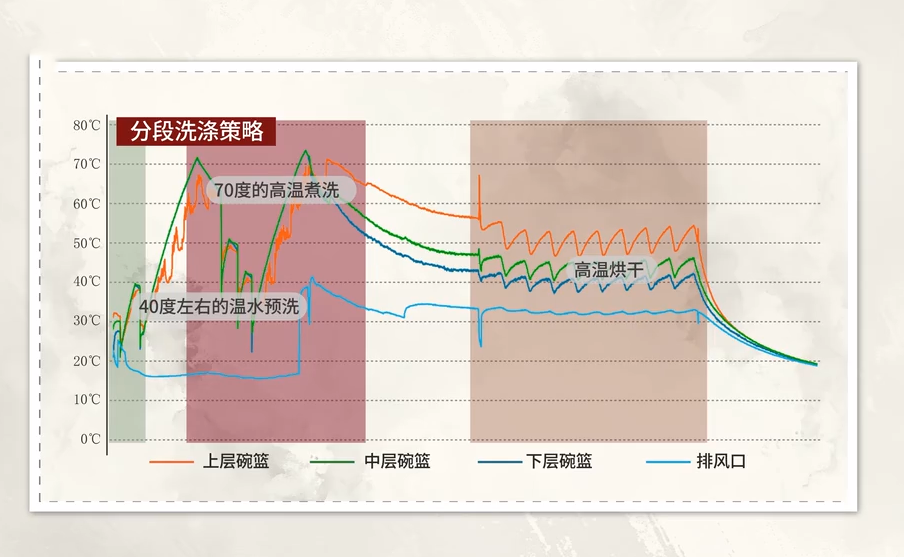 分段洗涤策略
80℃
70℃
60℃
50℃
40℃
30℃
20℃
10℃
0℃
70度的高温煮洗
高温烘干
40度左右的温水预洗
上层碗篮
中层碗篮
下层碗篮
排风口